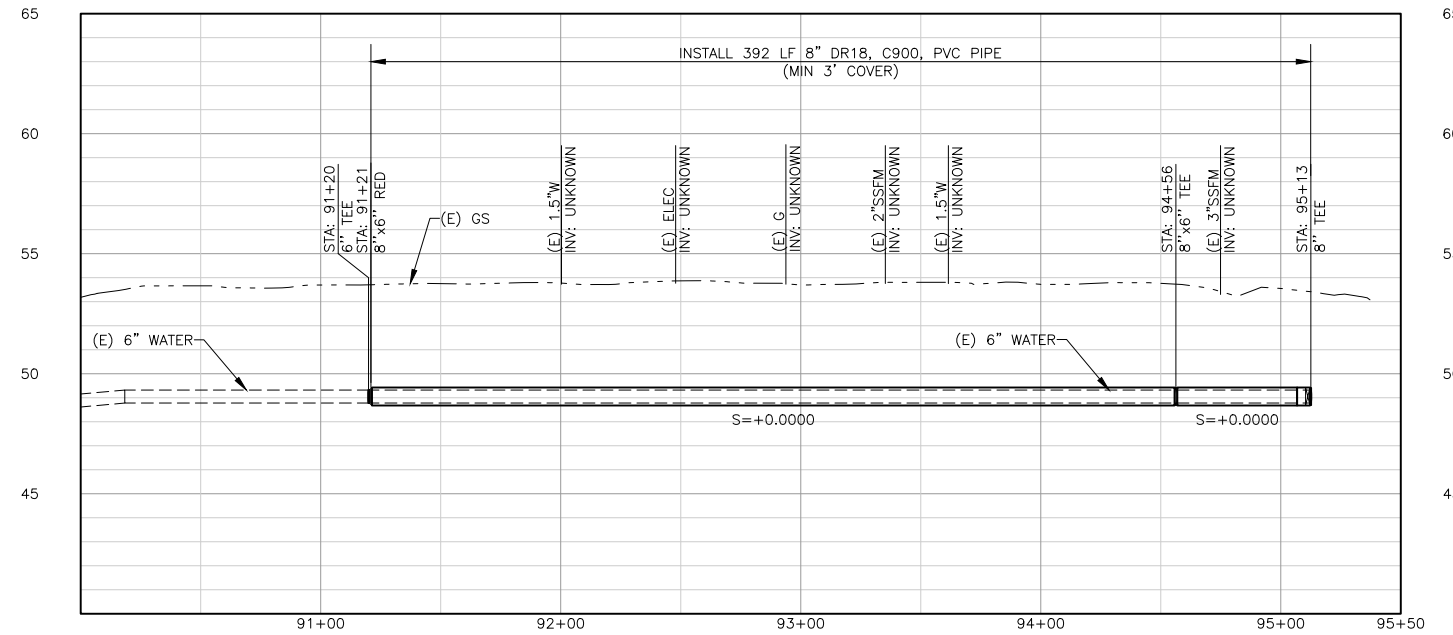 65
65
INSTALL 392 LF 8" DR18, C900, PVC PIPE
(MIN 3' COVER)
60
60
STA: 91+20
6" TEE
STA: 91+21
8"x6" RED
(E) GS
(E) 1.5"W
INV: UNKNOWN
(E) ELEC
INV: UNKNOWN
(E) G
INV: UNKNOWN
(E) 2"SSFM
INV: UNKNOWN
(E) 1.5"W
INV: UNKNOWN
STA: 94+56
8"x6" TEE
(E) 3"SSFM
INV: UNKNOWN
STA: 95+13
8" TEE
55
(E) 6" WATER
(E) 6" WATER
50
S=+0.0000
S=+0.0000
45
91+00
92+00
93+00
94+00
95+00
95+50